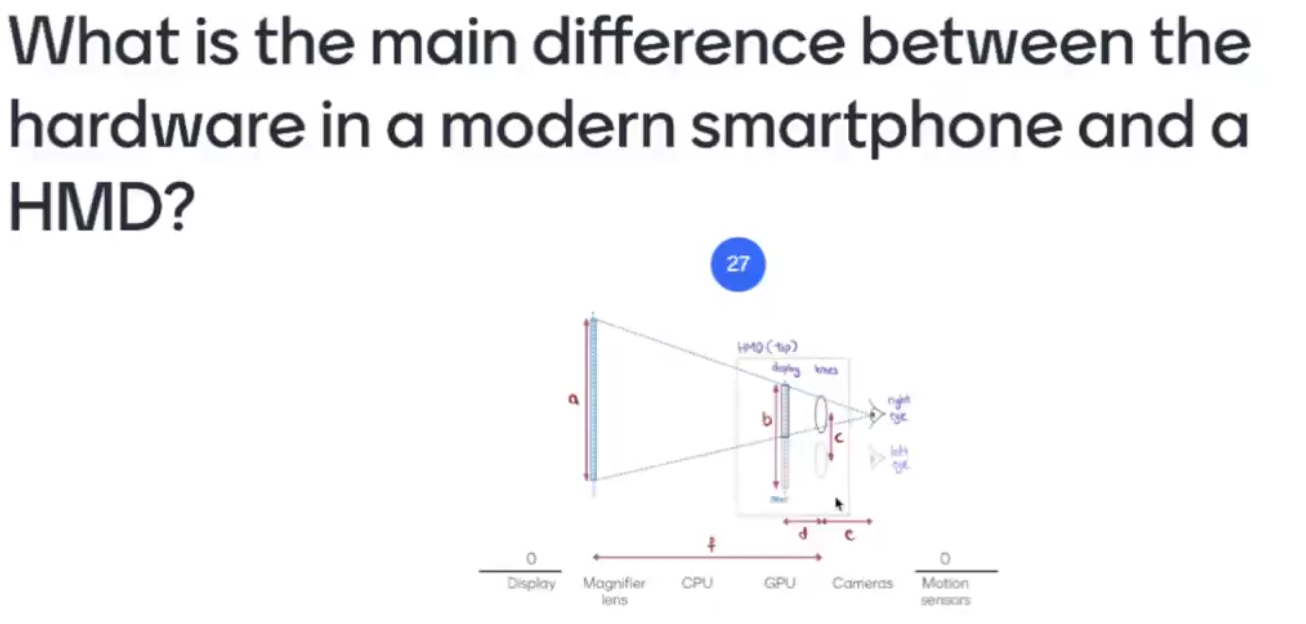 What is the main difference between the
hardware in a modern smartphone and a
HMD?
27
HMD (top)
display lenses
a
b
c
right
eye
left
eye
d e
f
0 0
Display Magnifier CPU GPU Cameras Motion
lens sensors